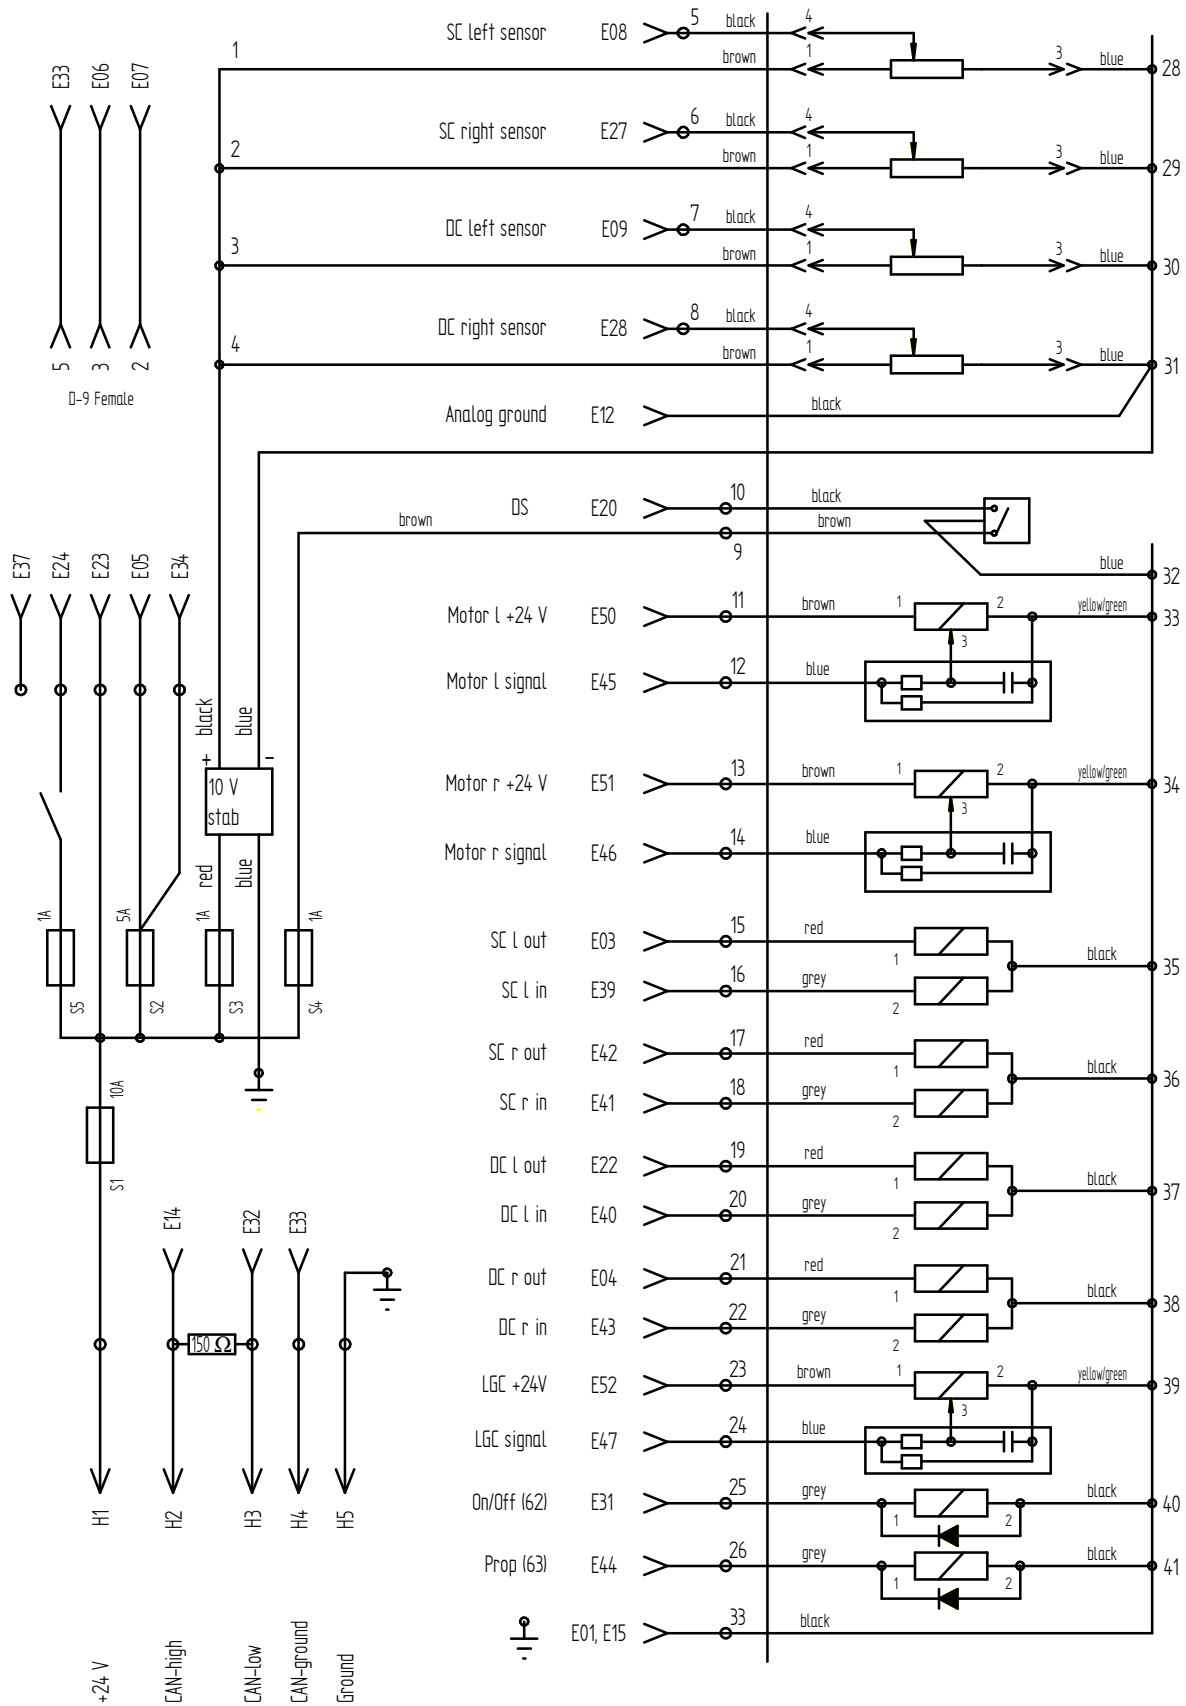 SC left sensor E08 5 black 4
1 brown 1 3 blue 28
E33 E06 E07
SC right sensor E27 6 black 4
2 brown 1 3 blue 29
DC left sensor E09 7 black 4
3 brown 1 3 blue 30
DC right sensor E28 8 black 4
4 brown 1 3 blue 31
5 3 2
D-9 Female
Analog ground E12 black
DS E20 10 black
brown 9 brown
blue 32
E37 E24 E23 E05 E34
Motor l +24 V E50 11 brown 1 2 yellow/green 33
3
Motor l signal E45 12 blue
black blue
+ -
10 V
stab
red blue
Motor r +24 V E51 13 brown 1 2 yellow/green 34
3
Motor r signal E46 14 blue
1A 5A 1A 1A
S5 S2 S3 S4
SC l out E03 15 red 1
black 35
SC l in E39 16 grey 2
SC r out E42 17 red 1
black 36
SC r in E41 18 grey 2
10A
S1
DC l out E22 19 red 1
black 37
DC l in E40 20 grey 2
E14 E32 E33
DC r out E04 21 red 1
black 38
DC r in E43 22 grey 2
150 Ω
LGC +24V E52 23 brown 1 2 yellow/green 39
3
LGC signal E47 24 blue
On/Off (62) E31 25 grey 1 2 black 40
H1 H2 H3 H4 H5
Prop (63) E44 26 grey 1 2 black 41
E01, E15 33 black
+24 V
CAN-high
CAN-low
CAN-ground
Ground